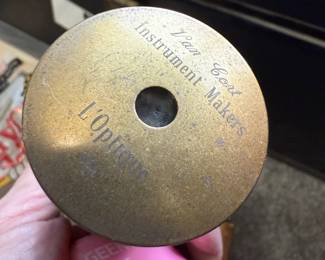 Van Cort
Instrument Makers
L'Optique